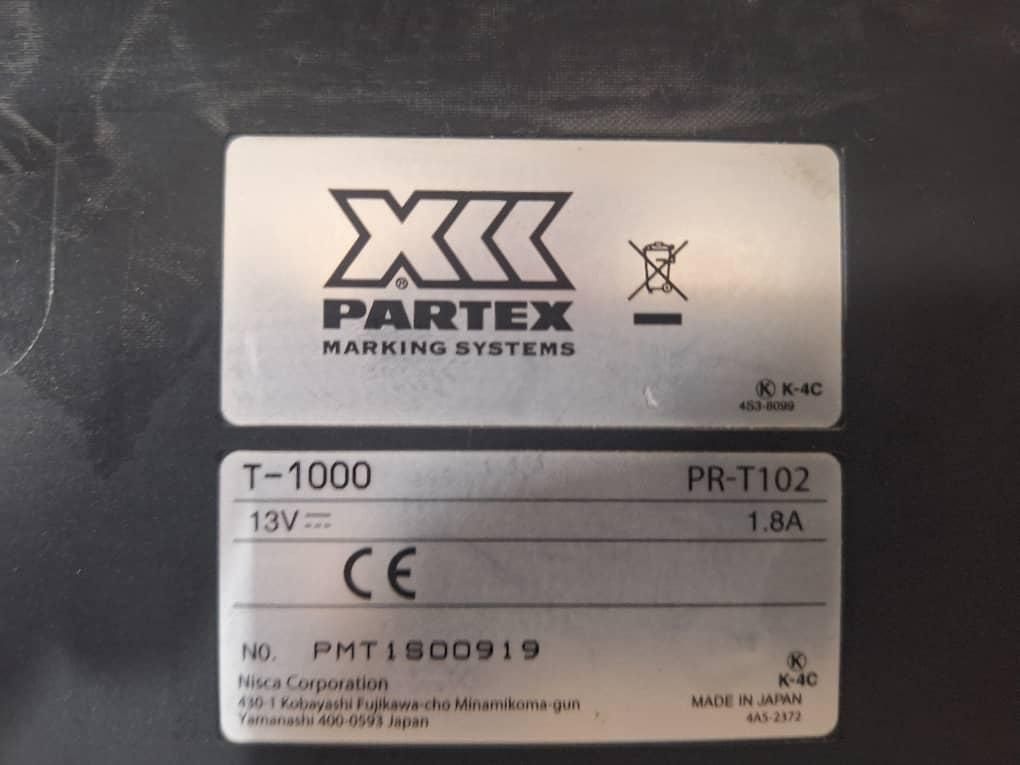 ®
PARTEX
MARKING SYSTEMS
Ⓚ K-4C
4S3-8099
T-1000 PR-T102
13V⎓ 1.8A
CE
NO. PMT1S00919
Nisca Corporation
430-1 Kobayashi Fujikawa-cho Minamikoma-gun
Yamanashi 400-0593 Japan
Ⓚ
K-4C
MADE IN JAPAN
4A5-2372